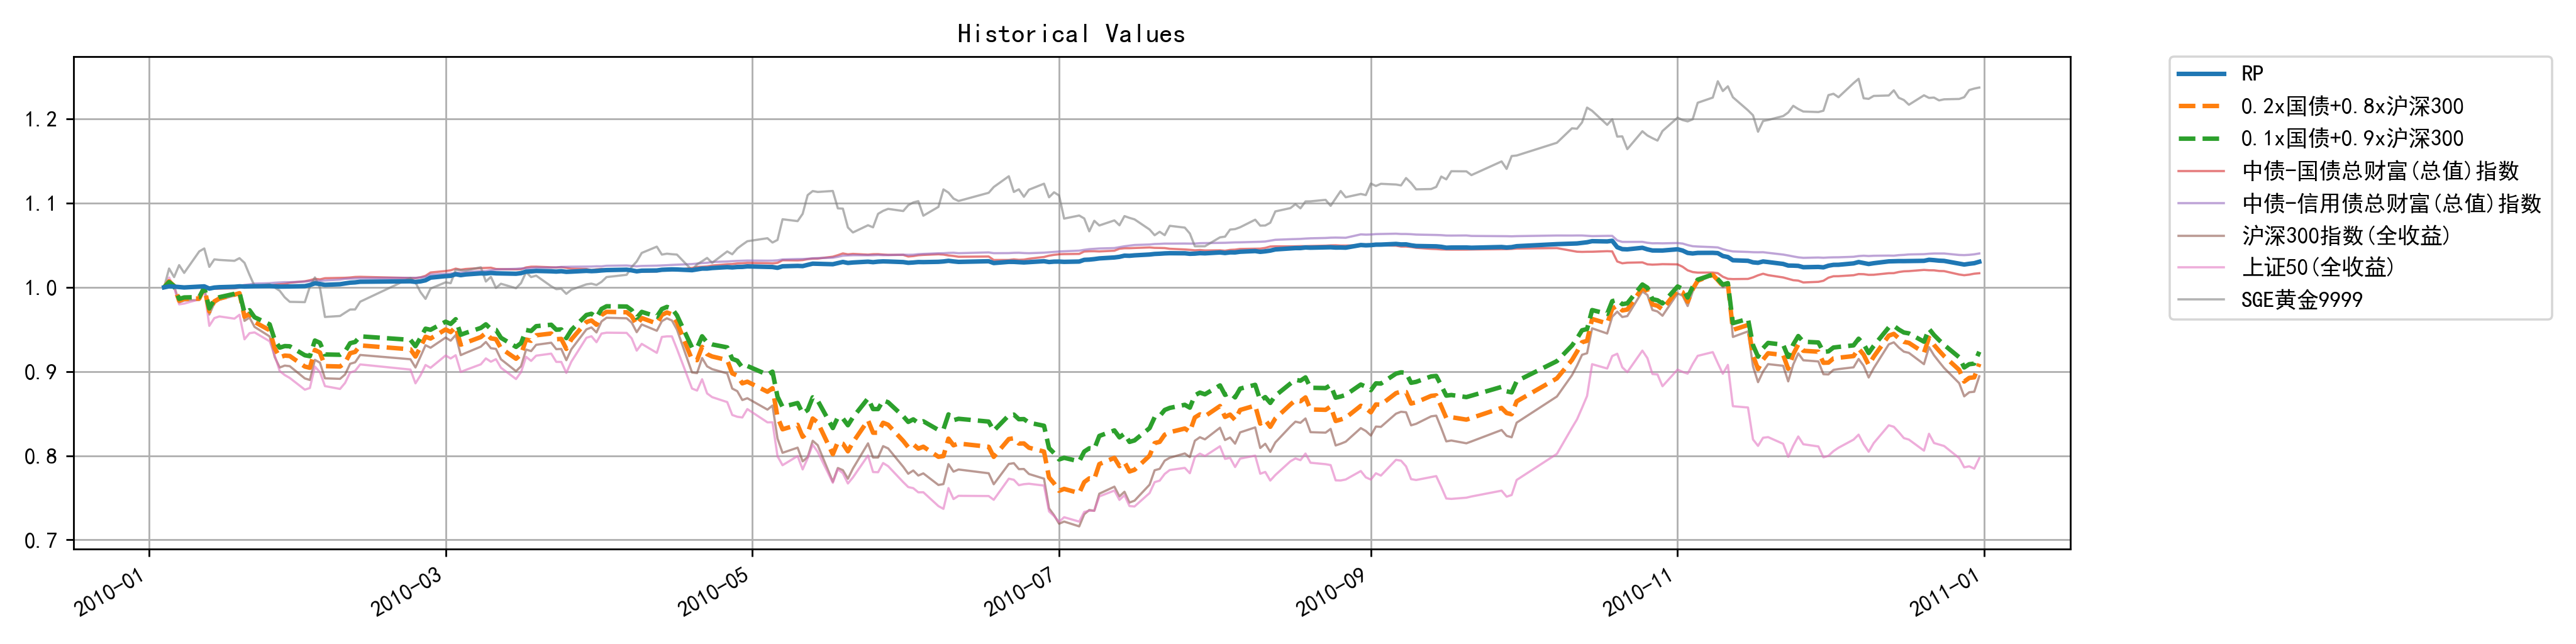 Historical Values
1.2
1.1
1.0
0.9
0.8
0.7
2010-01
2010-03
2010-05
2010-07
2010-09
2010-11
2011-01
RP
0.2x国债+0.8x沪深300
0.1x国债+0.9x沪深300
中债-国债总财富(总值)指数
中债-信用债总财富(总值)指数
沪深300指数(全收益)
上证50(全收益)
SGE黄金9999